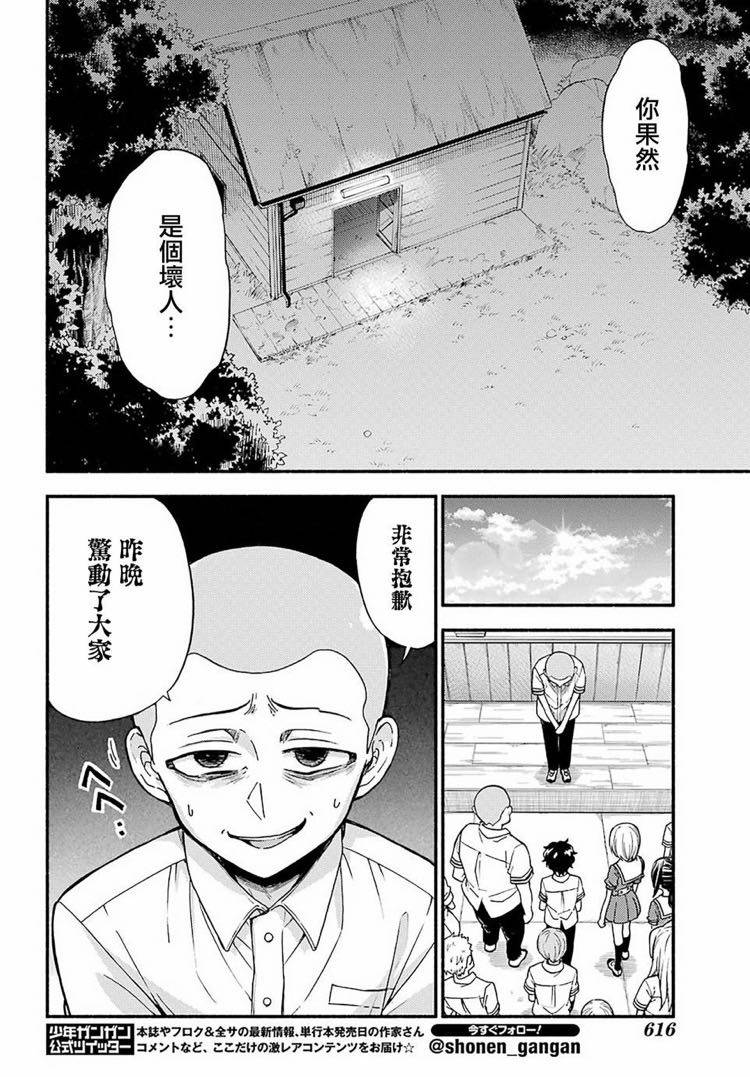 你果然
是個壞人…
非常抱歉
昨晚
驚動了大家
ペコ…
少年ガンガン
公式ツイッター
本誌やフロク＆全サの最新情報、単行本発売日の作家さん
コメントなど、ここだけの激レアコンテンツをお届け☆
今すぐフォロー!
@shonen_gangan
616